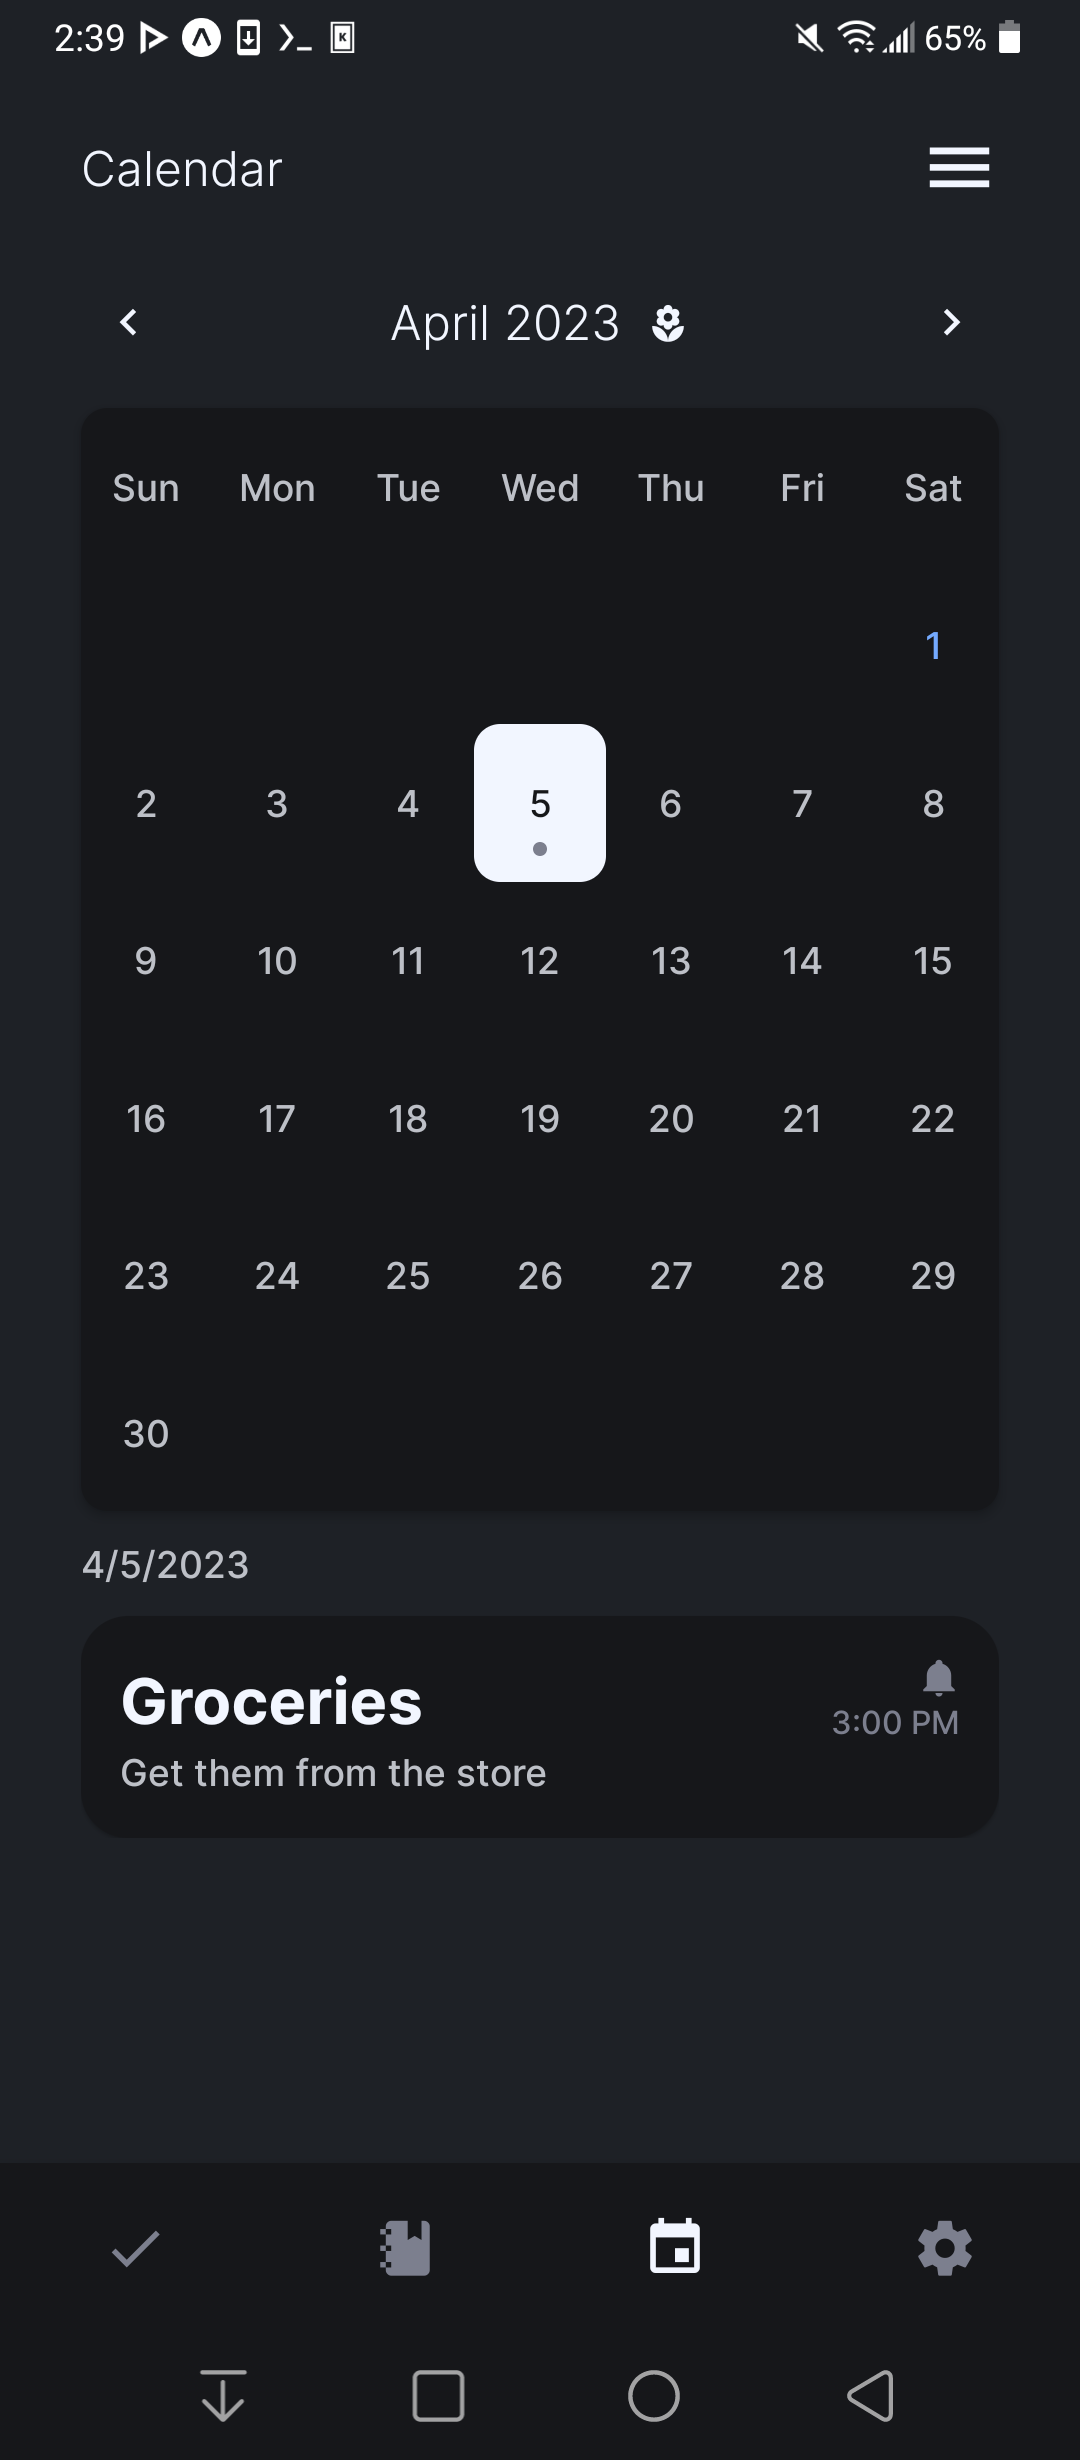 2:39 K 65%
Calendar
April 2023
Sun Mon Tue Wed Thu Fri Sat
1
2 3 4 5 6 7 8
9 10 11 12 13 14 15
16 17 18 19 20 21 22
23 24 25 26 27 28 29
30
4/5/2023
Groceries
3:00 PM
Get them from the store